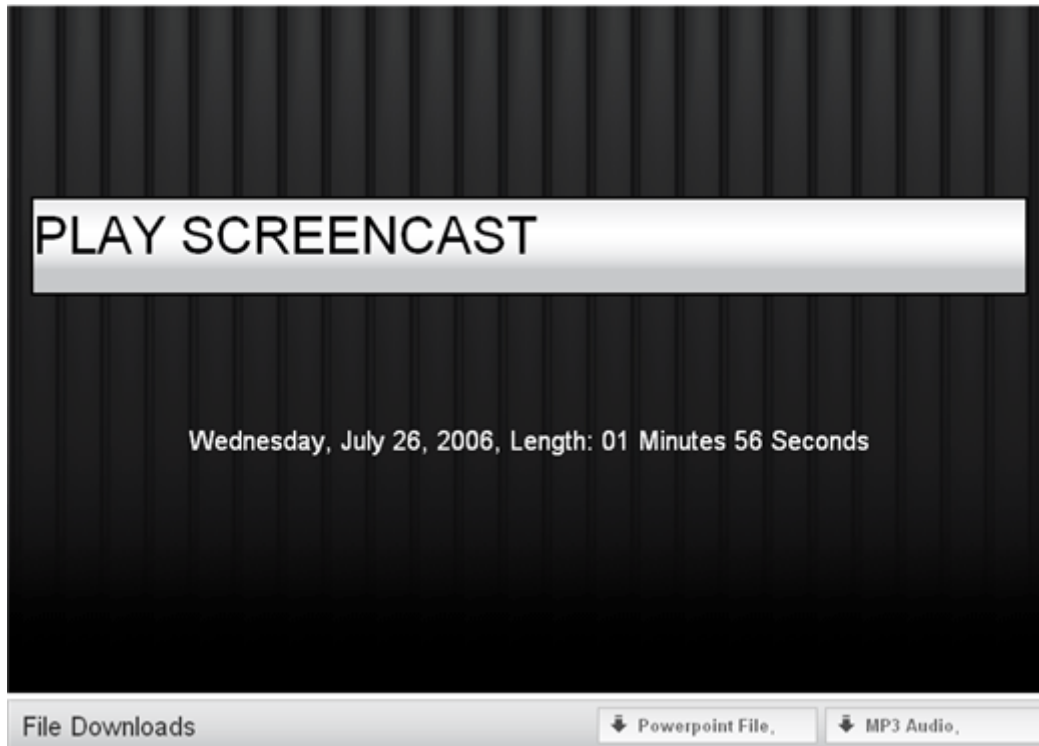 PLAY SCREENCAST
Wednesday, July 26, 2006, Length: 01 Minutes 56 Seconds
File Downloads
Powerpoint File,
MP3 Audio,